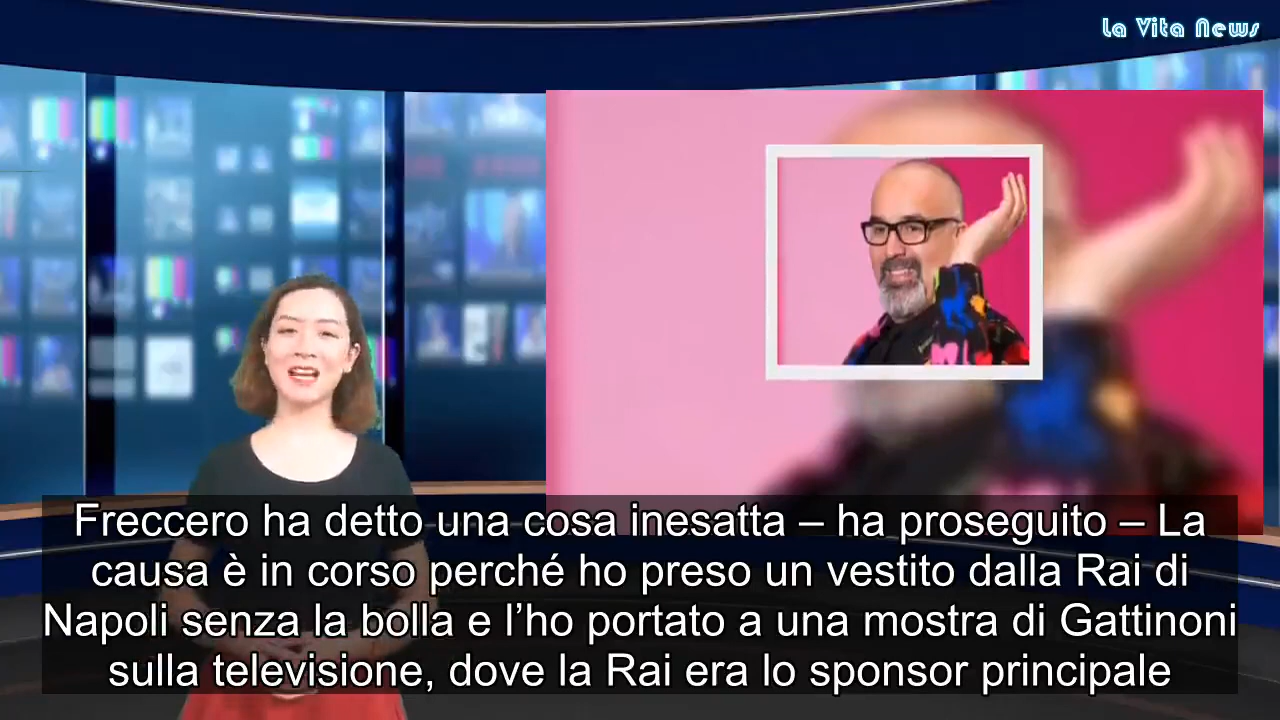 La Vita News
Freccero ha detto una cosa inesatta – ha proseguito – La
causa è in corso perché ho preso un vestito dalla Rai di
Napoli senza la bolla e l’ho portato a una mostra di Gattinoni
sulla televisione, dove la Rai era lo sponsor principale